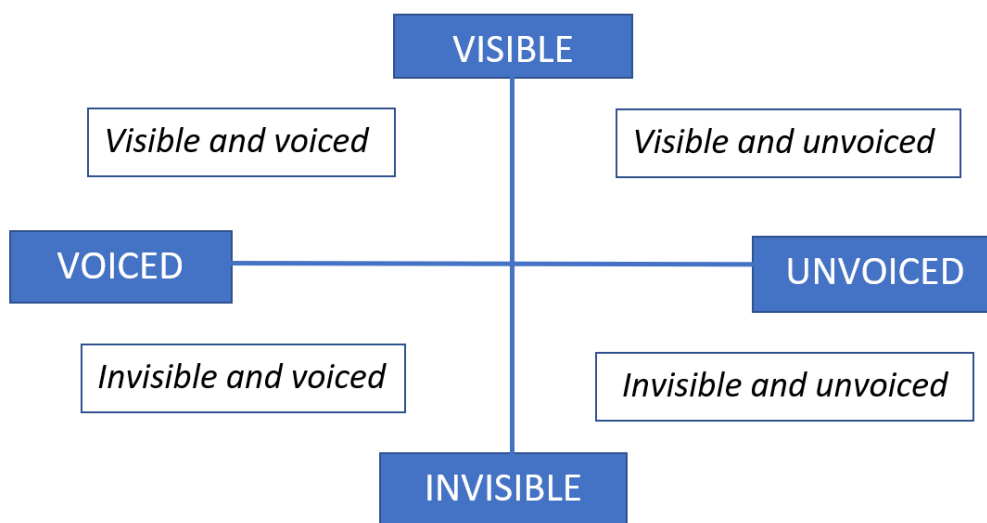 VISIBLE
Visible and voiced
Visible and unvoiced
VOICED
UNVOICED
Invisible and voiced
Invisible and unvoiced
INVISIBLE